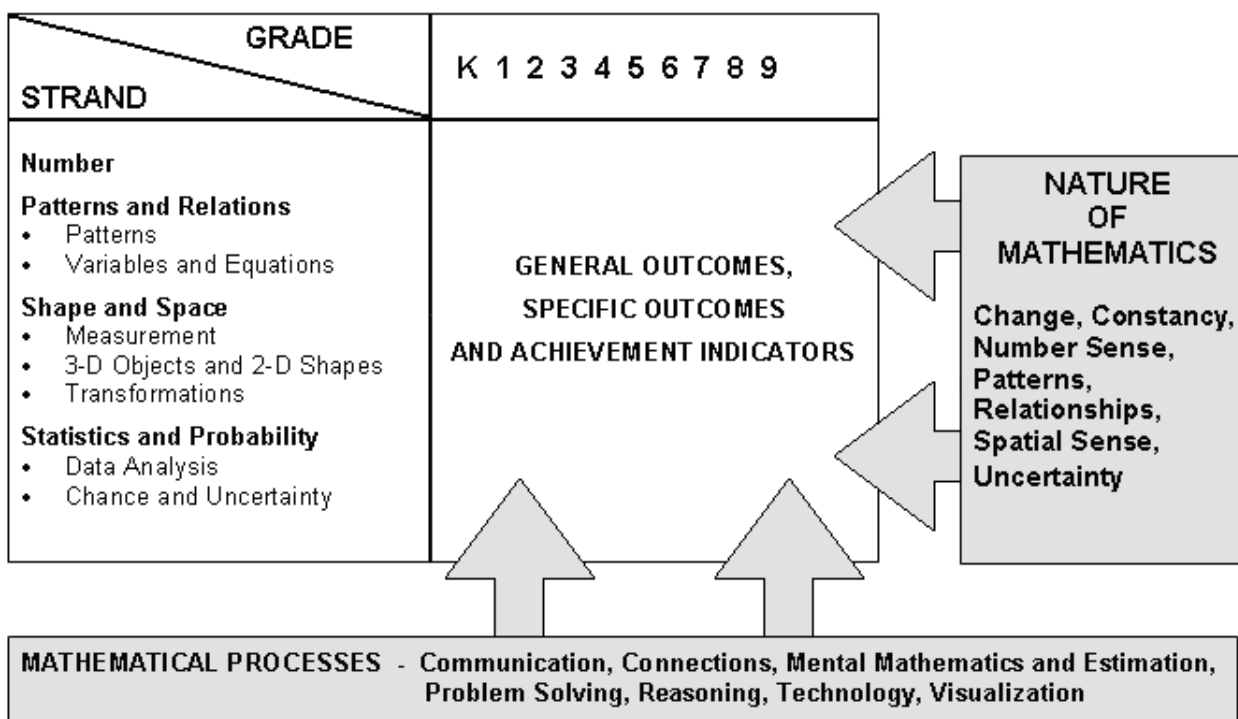 GRADE
STRAND
K 1 2 3 4 5 6 7 8 9
Number
Patterns and Relations
• Patterns
• Variables and Equations
Shape and Space
• Measurement
• 3-D Objects and 2-D Shapes
• Transformations
Statistics and Probability
• Data Analysis
• Chance and Uncertainty
GENERAL OUTCOMES,
SPECIFIC OUTCOMES
AND ACHIEVEMENT INDICATORS
NATURE
OF
MATHEMATICS
Change, Constancy,
Number Sense,
Patterns,
Relationships,
Spatial Sense,
Uncertainty
MATHEMATICAL PROCESSES - Communication, Connections, Mental Mathematics and Estimation,
Problem Solving, Reasoning, Technology, Visualization